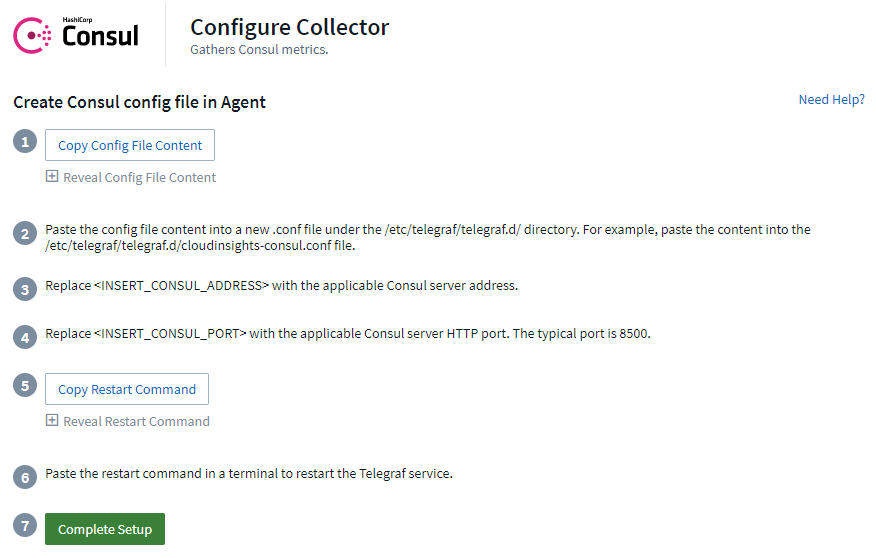 HashiCorp
Consul
Configure Collector
Gathers Consul metrics.
Create Consul config file in Agent
Need Help?
1
Copy Config File Content
Reveal Config File Content
2
Paste the config file content into a new .conf file under the /etc/telegraf/telegraf.d/ directory. For example, paste the content into the
/etc/telegraf/telegraf.d/cloudinsights-consul.conf file.
3
Replace <INSERT_CONSUL_ADDRESS> with the applicable Consul server address.
4
Replace <INSERT_CONSUL_PORT> with the applicable Consul server HTTP port. The typical port is 8500.
5
Copy Restart Command
Reveal Restart Command
6
Paste the restart command in a terminal to restart the Telegraf service.
7
Complete Setup